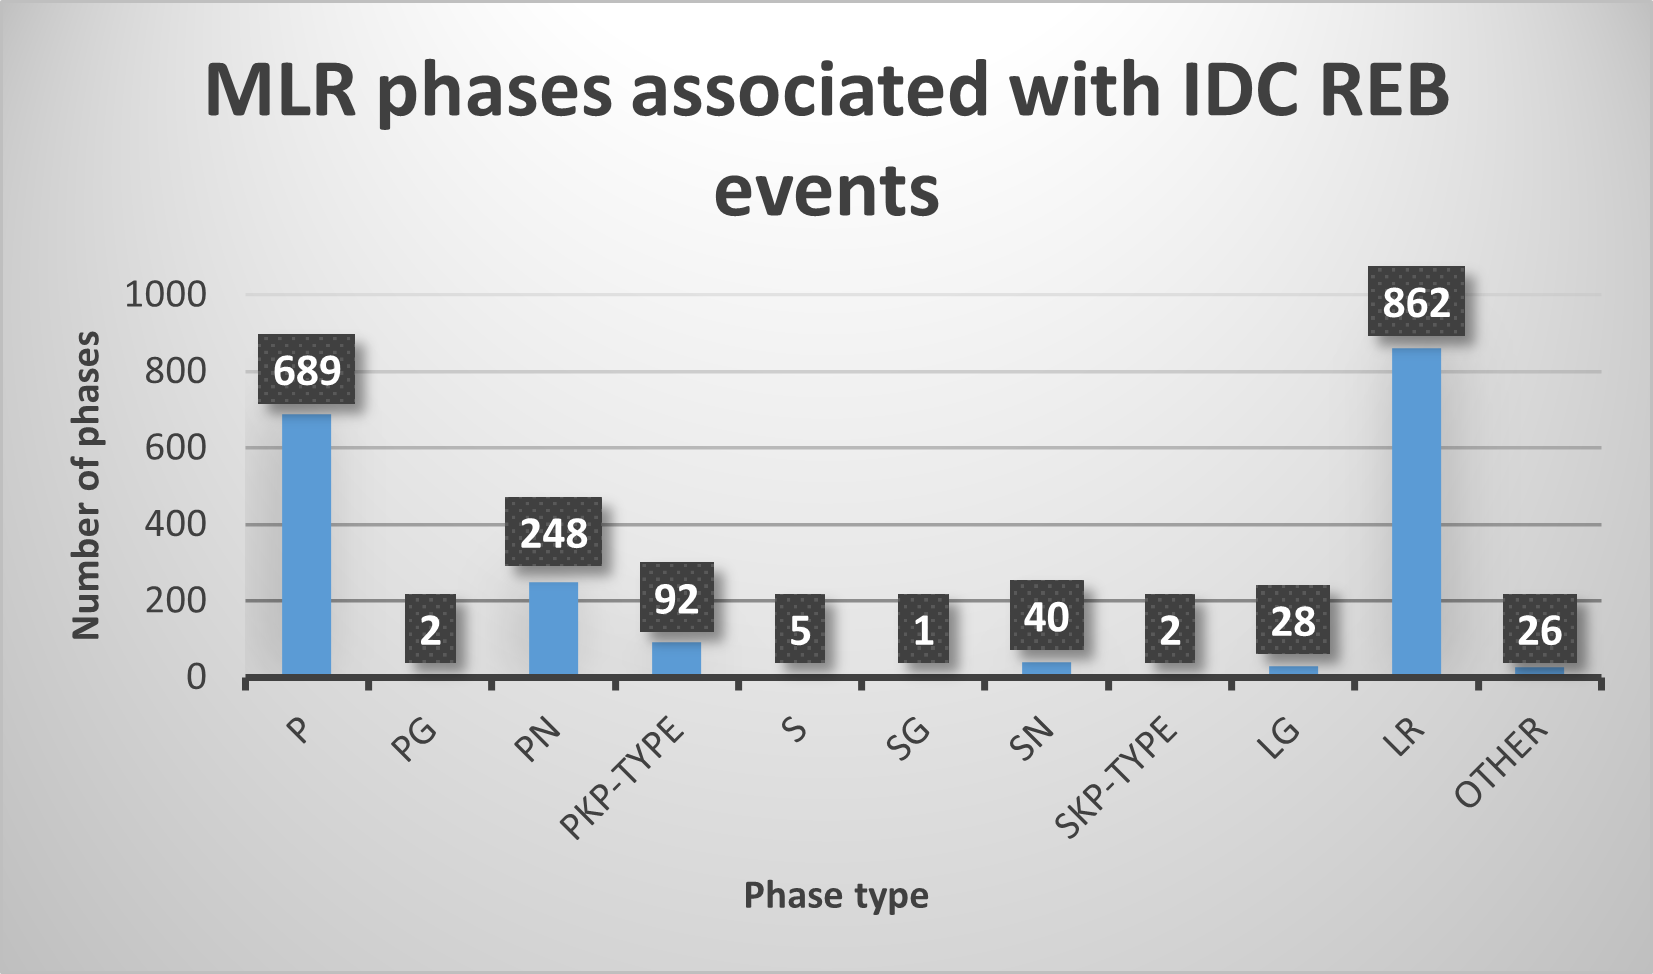 MLR phases associated with IDC REB
events
Number of phases
1000
800
600
400
200
0
689
2
248
92
5
1
40
2
28
862
26
P
PG
PN
PKP-TYPE
S
SG
SN
SKP-TYPE
LG
LR
OTHER
Phase type